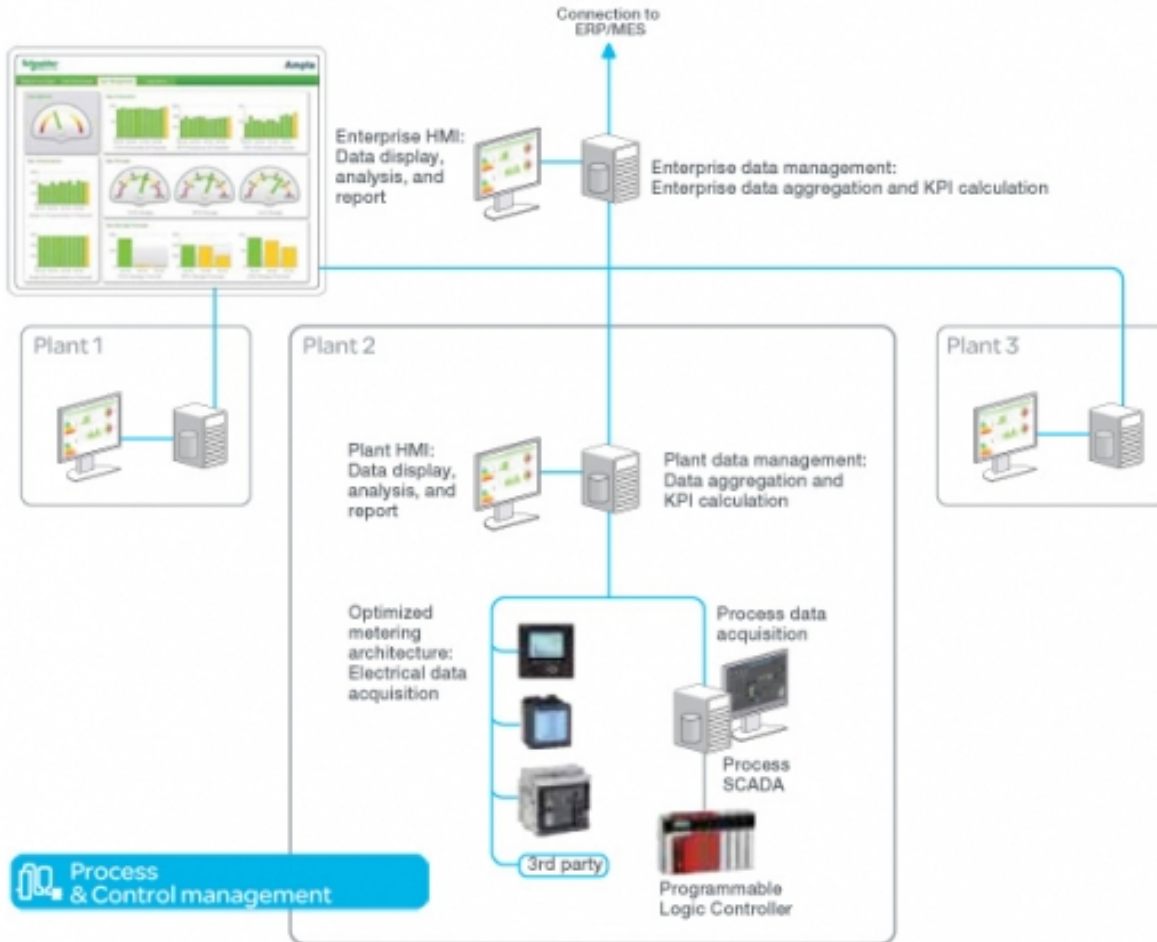 Connection to
ERP/MES
Schneider
Ample
Enterprise HMI:
Data display,
analysis, and
report
Enterprise data management:
Enterprise data aggregation and KPI calculation
Plant 1
Plant 2
Plant 3
Plant HMI:
Data display,
analysis, and
report
Plant data management:
Data aggregation and
KPI calculation
Optimized
metering
architecture:
Electrical data
acquisition
Process data
acquisition
Process
SCADA
3rd party
Programmable
Logic Controller
Process
& Control management